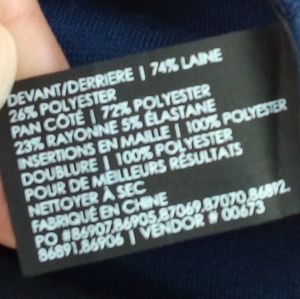 DEVANT/DERRIERE | 74% LAINE
26% POLYESTER
PAN CÔTÉ | 72% POLYESTER
23% RAYONNE 5% ÉLASTANE
INSERTIONS EN MAILLE | 100% POLYESTER
DOUBLURE | 100% POLYESTER
POUR DE MEILLEURS RÉSULTATS
NETTOYER À SEC
FABRIQUÉ EN CHINE
PO #86907,86905,87069,87070,86892,
86891,86906 | VENDOR # 00673